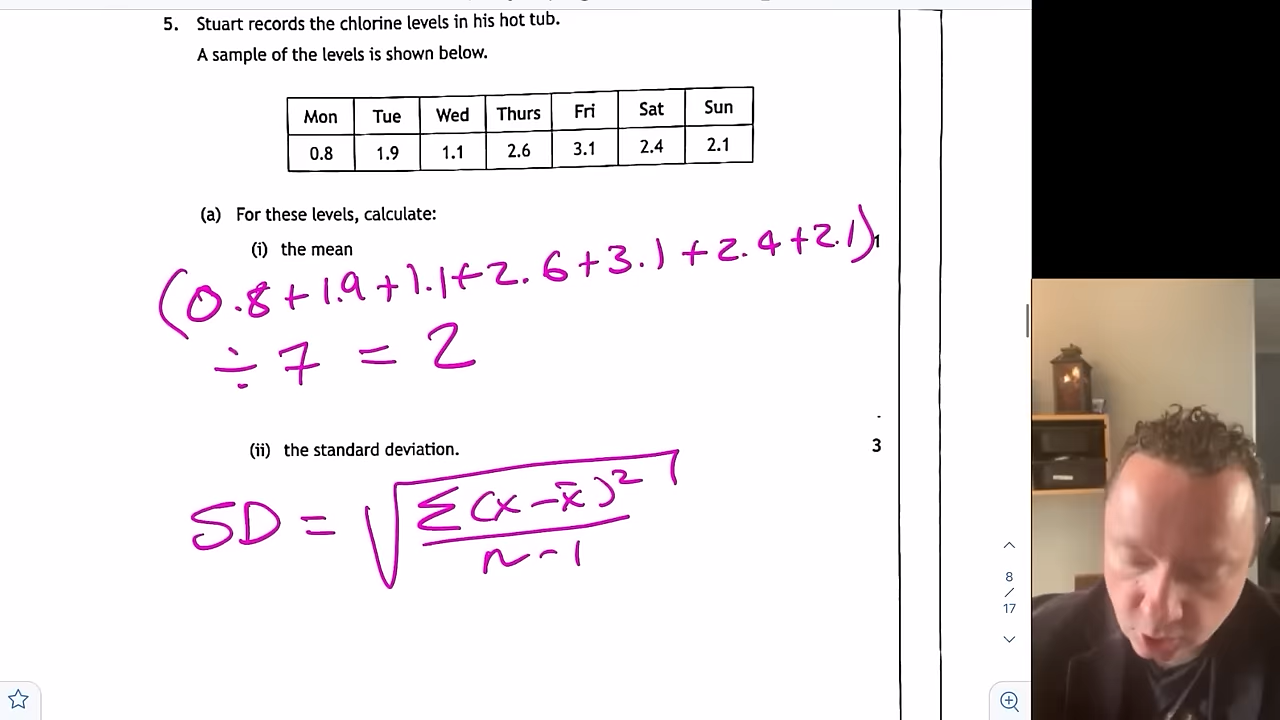 5. Stuart records the chlorine levels in his hot tub.
A sample of the levels is shown below.
Mon Tue Wed Thurs Fri Sat Sun
0.8 1.9 1.1 2.6 3.1 2.4 2.1
(a) For these levels, calculate:
(i) the mean 1
(0.8+1.9+1.1+2.6+3.1+2.4+2.1)
÷ 7 = 2
(ii) the standard deviation. 3
SD = √(Σ(x-x̄)²
n-1
8
/
17